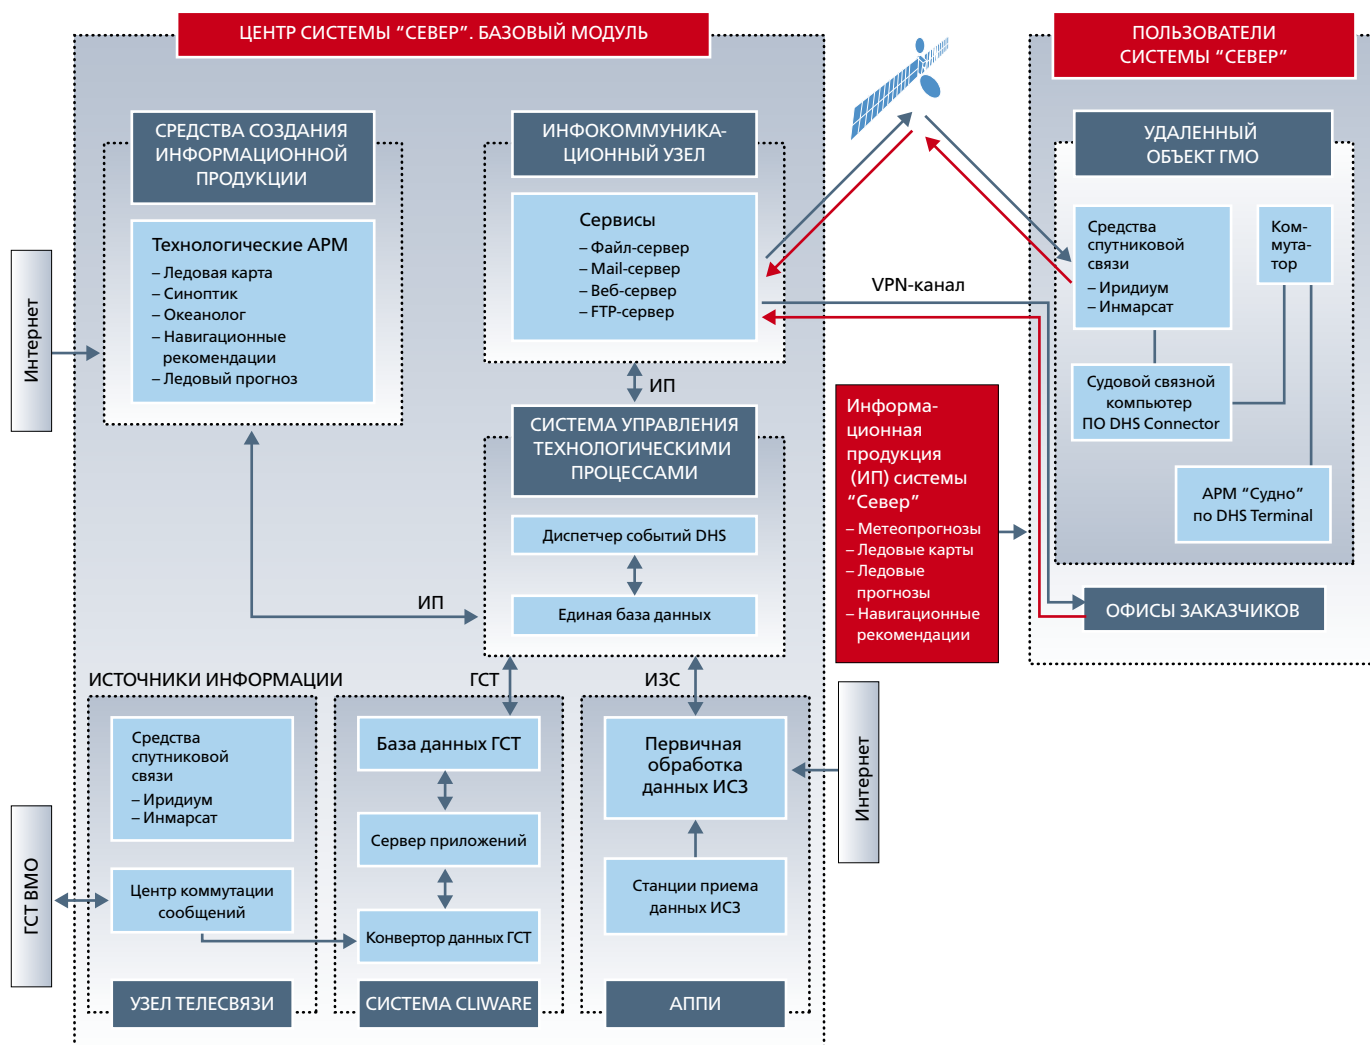 ЦЕНТР СИСТЕМЫ “СЕВЕР”. БАЗОВЫЙ МОДУЛЬ
ПОЛЬЗОВАТЕЛИ
СИСТЕМЫ “СЕВЕР”
СРЕДСТВА СОЗДАНИЯ
ИНФОРМАЦИОННОЙ
ПРОДУКЦИИ
Технологические АРМ
– Ледовая карта
– Синоптик
– Океанолог
– Навигационные
рекомендации
– Ледовый прогноз
Интернет
ИНФОКОММУНИКА-
ЦИОННЫЙ УЗЕЛ
Сервисы
– Файл-сервер
– Mail-сервер
– Веб-сервер
– FTP-сервер
VPN-канал
УДАЛЕННЫЙ
ОБЪЕКТ ГМО
Средства
спутниковой
связи
– Иридиум
– Инмарсат
Ком-
мута-
тор
Судовой связной
компьютер
ПО DHS Connector
АРМ “Судно”
по DHS Terminal
ОФИСЫ ЗАКАЗЧИКОВ
Информа-
ционная
продукция
(ИП) системы
“Север”
– Метеопрогнозы
– Ледовые карты
– Ледовые
прогнозы
– Навигационные
рекомендации
ИП
СИСТЕМА УПРАВЛЕНИЯ
ТЕХНОЛОГИЧЕСКИМИ
ПРОЦЕССАМИ
Диспетчер событий DHS
Единая база данных
ИП
ИСТОЧНИКИ ИНФОРМАЦИИ
ГСТ
ИЗС
Средства
спутниковой
связи
– Иридиум
– Инмарсат
Центр коммутации
сообщений
УЗЕЛ ТЕЛЕСВЯЗИ
ГСТ ВМО
База данных ГСТ
Сервер приложений
Конвертор данных ГСТ
СИСТЕМА CLIWARE
Первичная
обработка
данных ИСЗ
Станции приема
данных ИСЗ
АППИ
Интернет